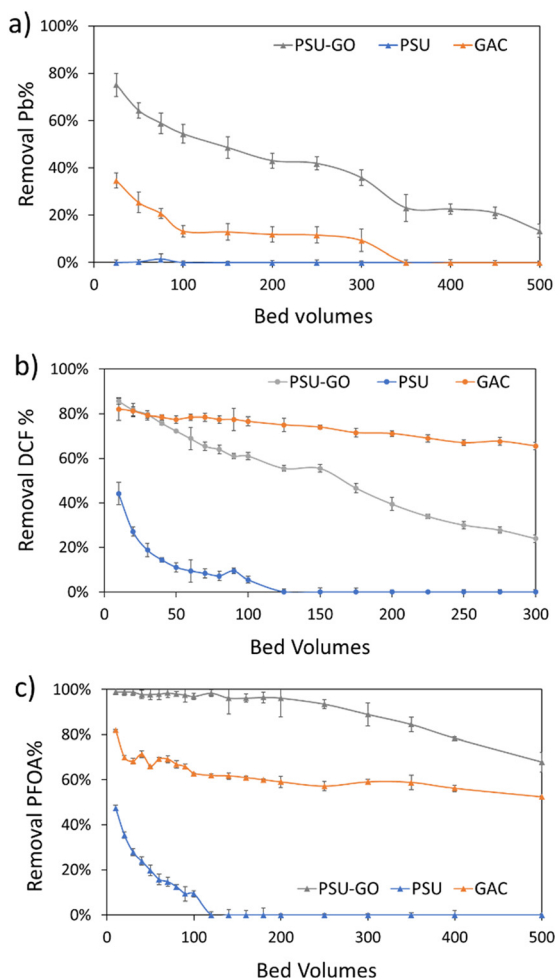 a)
100%
80%
60%
40%
20%
0%
Removal Pb%
PSU-GO PSU GAC
0 100 200 300 400 500
Bed volumes
b)
100%
80%
60%
40%
20%
0%
Removal DCF %
PSU-GO PSU GAC
0 50 100 150 200 250 300
Bed Volumes
c)
100%
80%
60%
40%
20%
0%
Removal PFOA%
PSU-GO PSU GAC
0 100 200 300 400 500
Bed Volumes